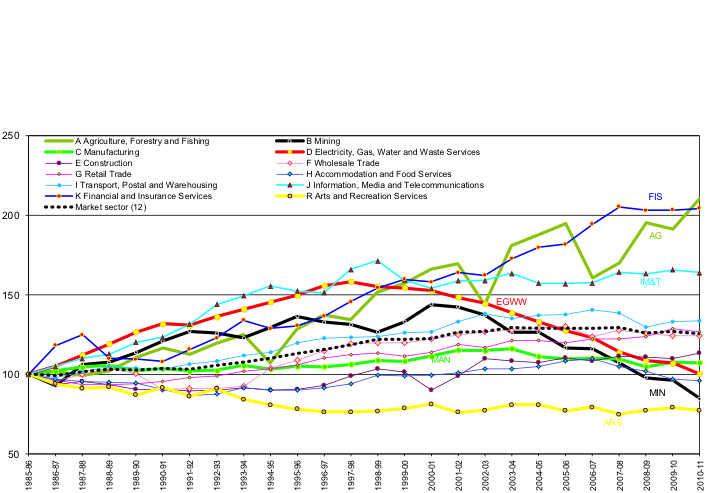 250
A Agriculture, Forestry and Fishing B Mining
C Manufacturing D Electricity, Gas, Water and Waste Services
E Construction F Wholesale Trade
G Retail Trade H Accommodation and Food Services
I Transport, Postal and Warehousing J Information, Media and Telecommunications
K Financial and Insurance Services R Arts and Recreation Services
Market sector (12)
FIS
200
AG
IM&T
150
EGWW
MAN
100
MIN
ARS
50
1985-86 1986-87 1987-88 1988-89 1989-90 1990-91 1991-92 1992-93 1993-94 1994-95 1995-96 1996-97 1997-98 1998-99 1999-00 2000-01 2001-02 2002-03 2003-04 2004-05 2005-06 2006-07 2007-08 2008-09 2009-10 2010-11